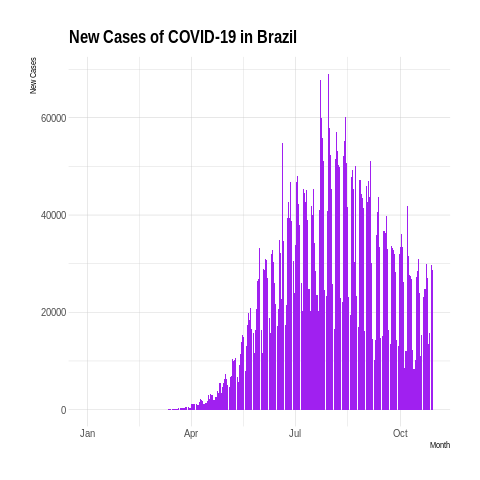 New Cases of COVID-19 in Brazil
New Cases
60000
40000
20000
0
Jan Apr Jul Oct
Month